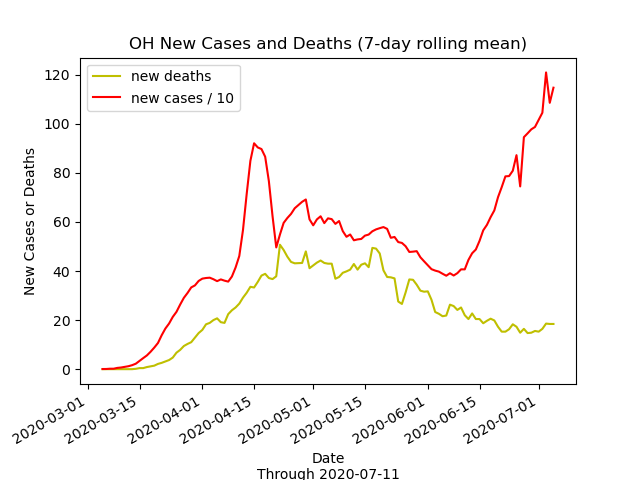 OH New Cases and Deaths (7-day rolling mean)
new deaths
new cases / 10
120
100
80
60
40
20
0
New Cases or Deaths
2020-03-01
2020-03-15
2020-04-01
2020-04-15
2020-05-01
2020-05-15
2020-06-01
2020-06-15
2020-07-01
Date
Through 2020-07-11